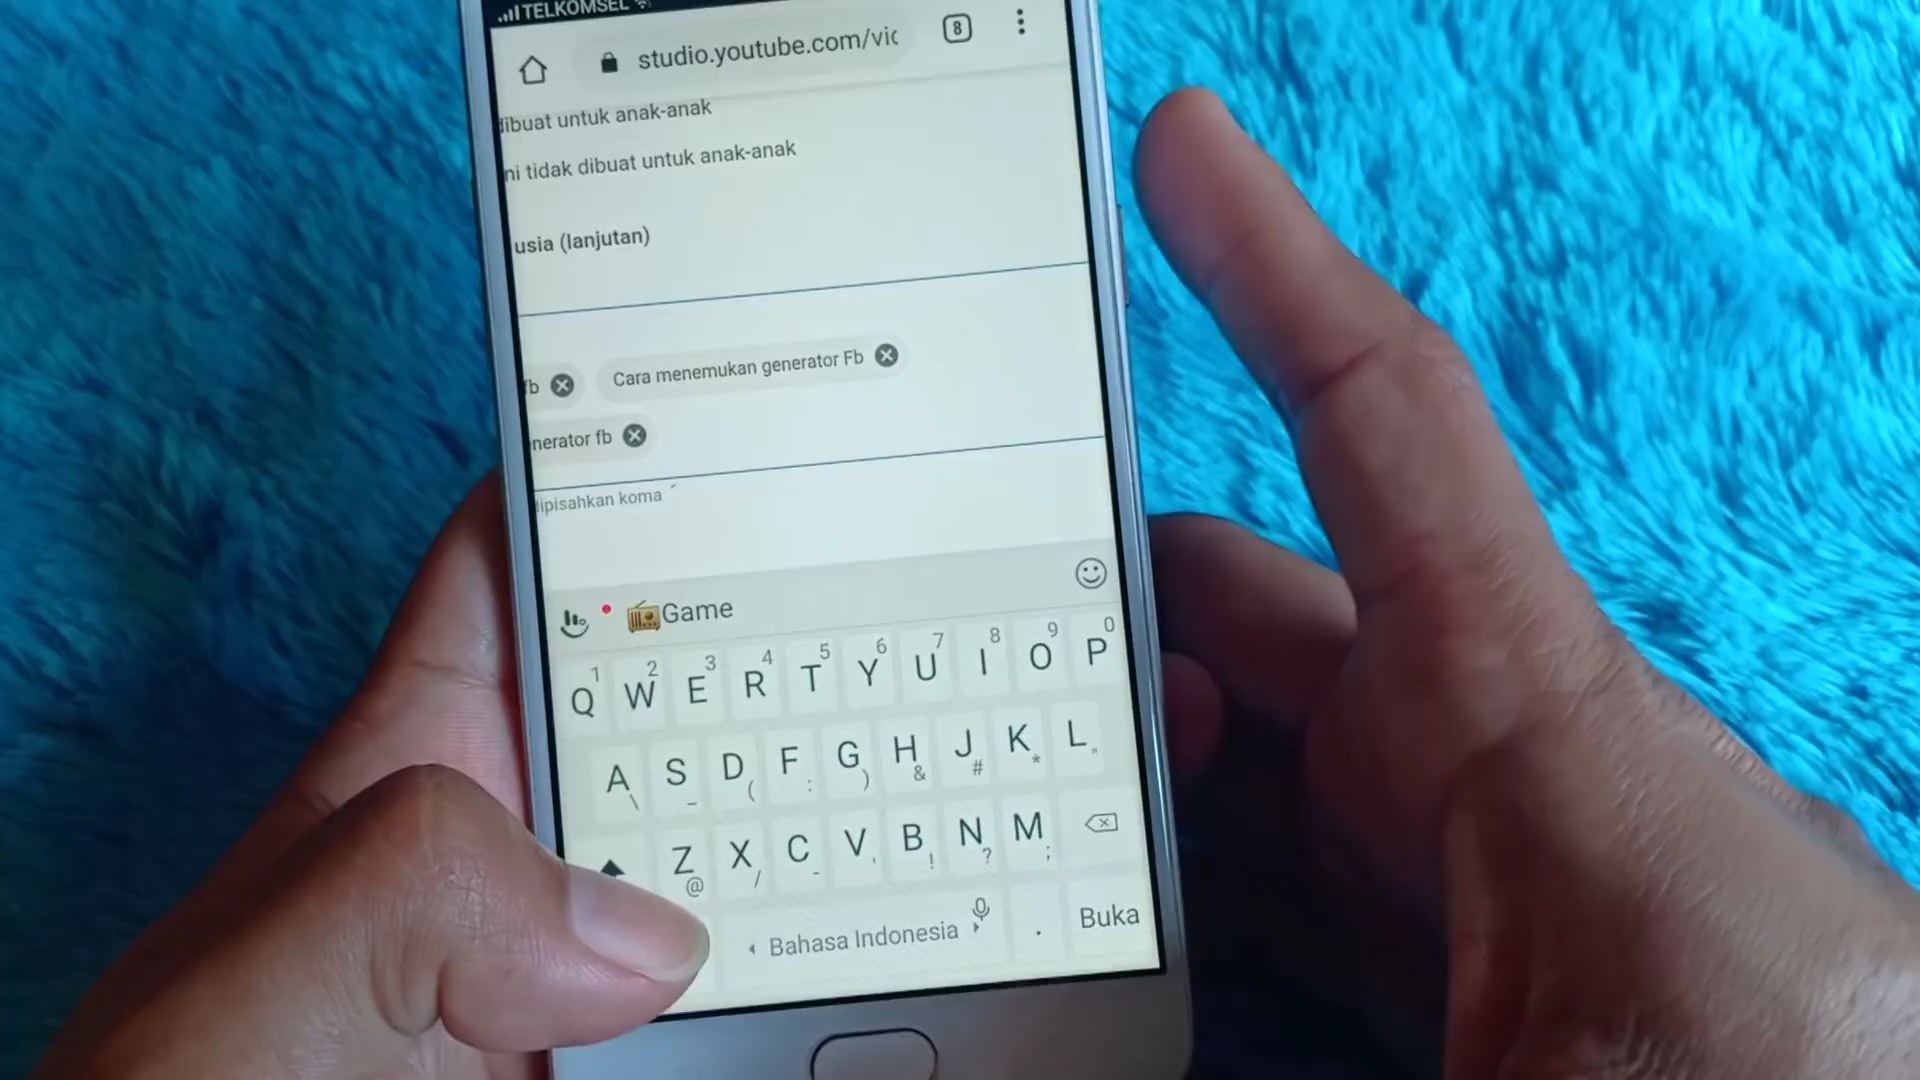 TELKOMSEL
studio.youtube.com/vic
8
dibuat untuk anak-anak
ni tidak dibuat untuk anak-anak
usia (lanjutan)
fb
Cara menemukan generator Fb
nerator fb
dipisahkan koma
Game
1 2 3 4 5 6 7 8 9 0
Q W E R T Y U I O P
A S D F G H J K L
\ _ ( : ) & # * "
Z X C V B N M
@ / - ' ! ? ;
Bahasa Indonesia . Buka